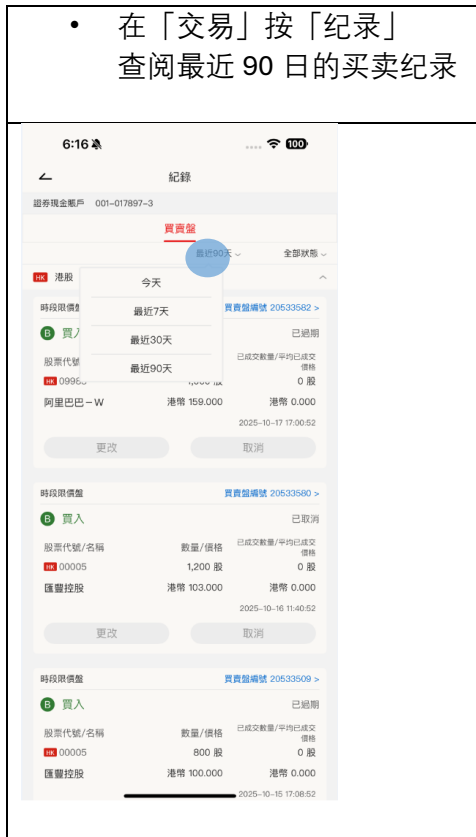 • 在「交易」按「纪录」
查阅最近 90 日的买卖纪录
6:16 100
紀錄
證券現金賬戶 001-017897-3
買賣盤
最近90天 全部狀態
HK 港股
今天
最近7天
最近30天
最近90天
時段限價盤 買賣盤編號 20533582 >
B 買入 已過期
股票代號 已成交數量/平均已成交價格
HK 0998 1,000 股 0 股
阿里巴巴-W 港幣 159.000 港幣 0.000
2025-10-17 17:00:52
更改 取消
時段限價盤 買賣盤編號 20533580 >
B 買入 已取消
股票代號/名稱 數量/價格 已成交數量/平均已成交價格
HK 00005 1,200 股 0 股
匯豐控股 港幣 103.000 港幣 0.000
2025-10-16 11:40:52
更改 取消
時段限價盤 買賣盤編號 20533509 >
B 買入 已過期
股票代號/名稱 數量/價格 已成交數量/平均已成交價格
HK 00005 800 股 0 股
匯豐控股 港幣 100.000 港幣 0.000
2025-10-15 17:08:52